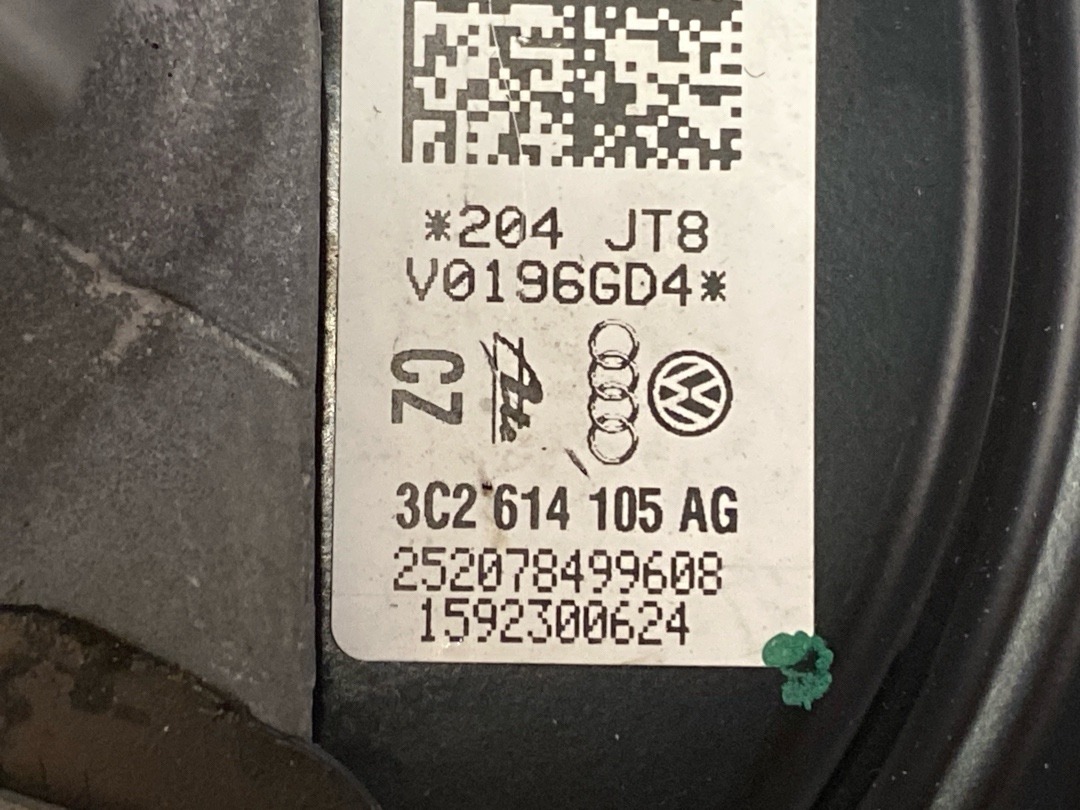 *204 JT8
V0196GD4*
CZ
Ate
3C2 614 105 AG
252078499608
1592300624